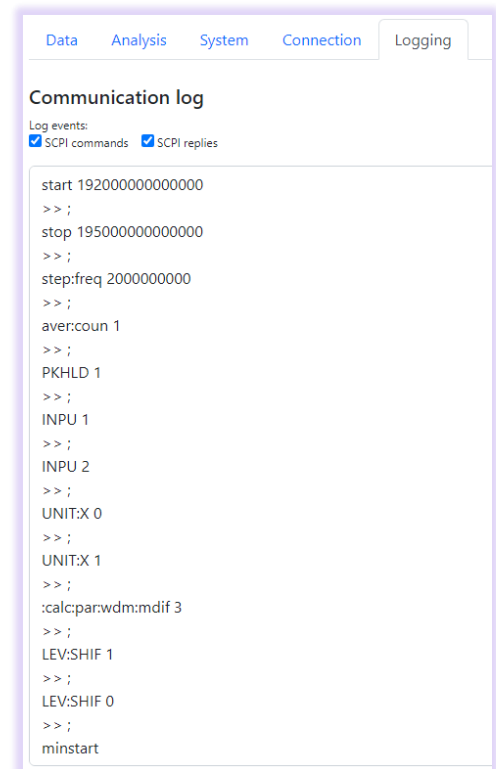 Data Analysis System Connection Logging
Communication log
Log events:
SCPI commands SCPI replies
start 192000000000000
>> ;
stop 195000000000000
>> ;
step:freq 2000000000
>> ;
aver:coun 1
>> ;
PKHLD 1
>> ;
INPU 1
>> ;
INPU 2
>> ;
UNIT:X 0
>> ;
UNIT:X 1
>> ;
:calc:par:wdm:mdif 3
>> ;
LEV:SHIF 1
>> ;
LEV:SHIF 0
>> ;
minstart